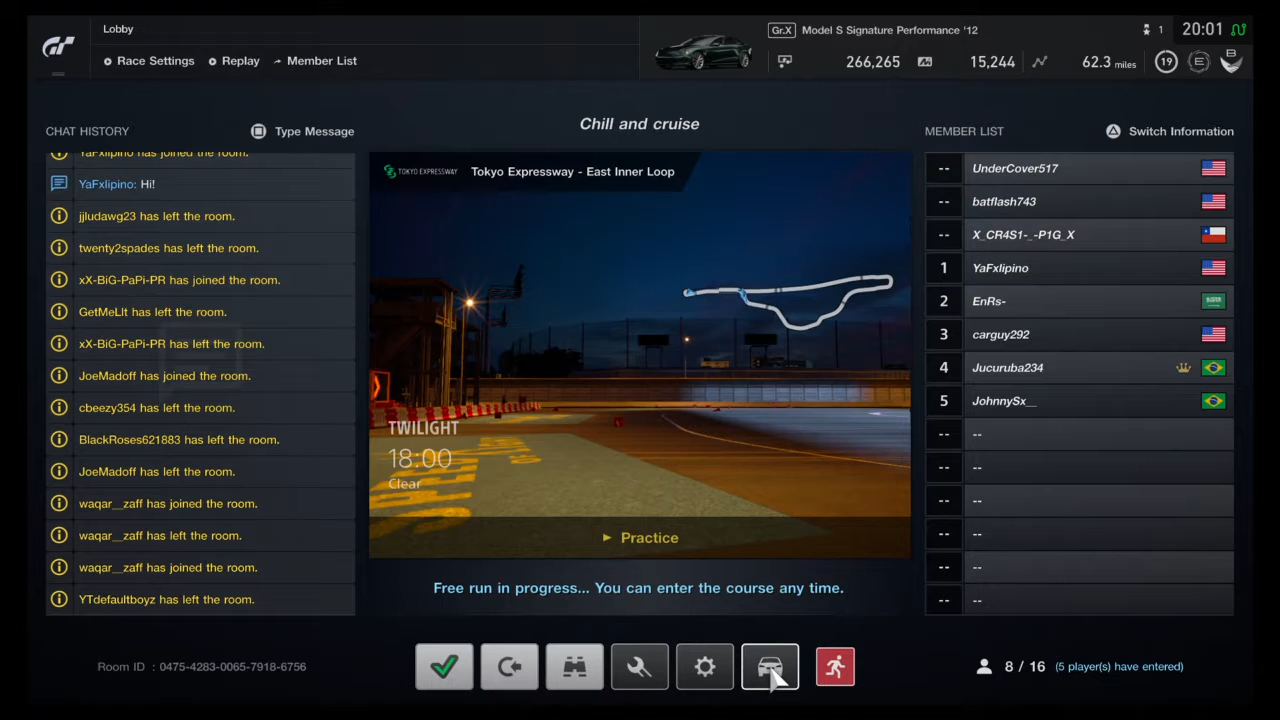 Lobby
Race Settings Replay Member List
Gr.X Model S Signature Performance '12
1 20:01
266,265 15,244 62.3 miles 19 E B
CHAT HISTORY Type Message
YaFxlipino has joined the room.
YaFxlipino: Hi!
jjludawg23 has left the room.
twenty2spades has left the room.
xX-BiG-PaPi-PR has joined the room.
GetMeLIt has left the room.
xX-BiG-PaPi-PR has left the room.
JoeMadoff has joined the room.
cbeezy354 has left the room.
BlackRoses621883 has left the room.
JoeMadoff has left the room.
waqar__zaff has joined the room.
waqar__zaff has left the room.
waqar__zaff has joined the room.
YTdefaultboyz has left the room.
Chill and cruise
TOKYO EXPRESSWAY Tokyo Expressway - East Inner Loop
TWILIGHT
18:00
Clear
Practice
Free run in progress... You can enter the course any time.
MEMBER LIST Switch Information
-- UnderCover517
-- batflash743
-- X_CR4S1-_-P1G_X
1 YaFxlipino
2 EnRs-
3 carguy292
4 Jucuruba234
5 JohnnySx__
-- --
-- --
-- --
-- --
-- --
-- --
Room ID : 0475-4283-0065-7918-6756
8 / 16 (5 player(s) have entered)